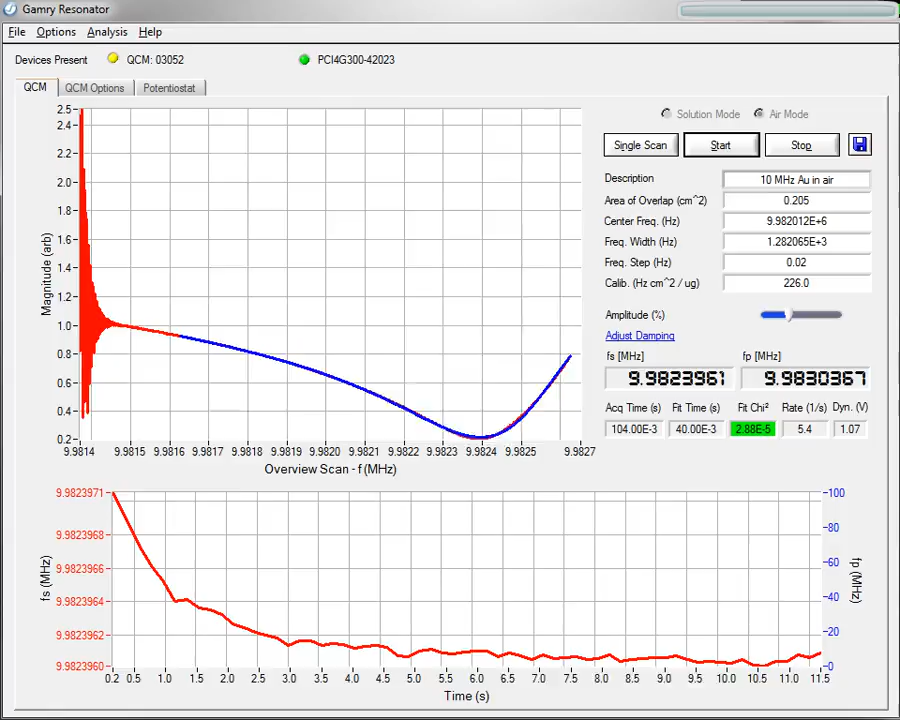 Gamry Resonator
File Options Analysis Help
Devices Present QCM: 03052 PCI4G300-42023
QCM QCM Options Potentiostat
Solution Mode Air Mode
Single Scan Start Stop
Description 10 MHz Au in air
Area of Overlap (cm^2) 0.205
Center Freq. (Hz) 9.982012E+6
Freq. Width (Hz) 1.282065E+3
Freq. Step (Hz) 0.02
Calib. (Hz cm^2 / ug) 226.0
Amplitude (%)
Adjust Damping
fs [MHz] fp [MHz]
9.9823961 9.9830367
Acq Time (s) Fit Time (s) Fit Chi² Rate (1/s) Dyn. (V)
104.00E-3 40.00E-3 2.88E-5 5.4 1.07
Magnitude (arb)
2.5
2.4
2.2
2.0
1.8
1.6
1.4
1.2
1.0
0.8
0.6
0.4
0.2
9.9814 9.9815 9.9816 9.9817 9.9818 9.9819 9.9820 9.9821 9.9822 9.9823 9.9824 9.9825 9.9827
Overview Scan - f (MHz)
fs (MHz)
9.9823971
9.9823968
9.9823966
9.9823964
9.9823962
9.9823960
100
80
60
40
20
0
fp (MHz)
0.2 0.5 1.0 1.5 2.0 2.5 3.0 3.5 4.0 4.5 5.0 5.5 6.0 6.5 7.0 7.5 8.0 8.5 9.0 9.5 10.0 10.5 11.0 11.5
Time (s)